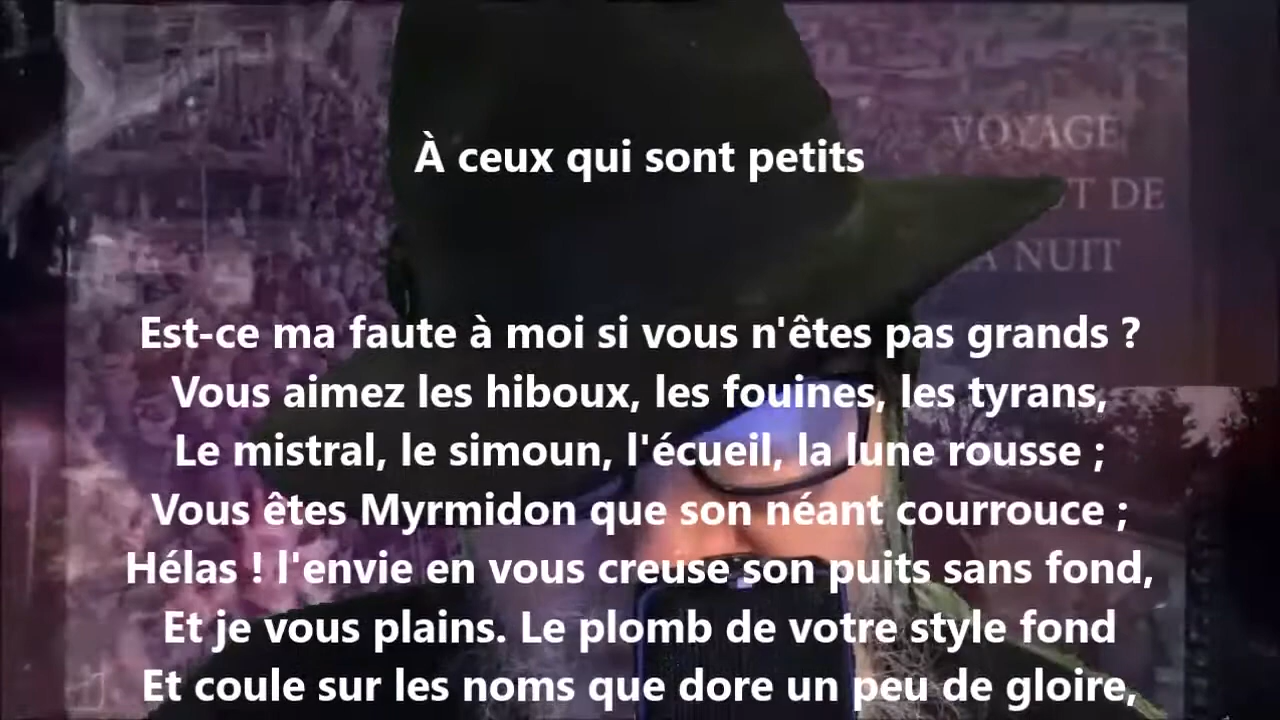 À ceux qui sont petits
VOYAGE
DE
NUIT
Est-ce ma faute à moi si vous n'êtes pas grands ?
Vous aimez les hiboux, les fouines, les tyrans,
Le mistral, le simoun, l'écueil, la lune rousse ;
Vous êtes Myrmidon que son néant courrouce ;
Hélas ! l'envie en vous creuse son puits sans fond,
Et je vous plains. Le plomb de votre style fond
Et coule sur les noms que dore un peu de gloire,